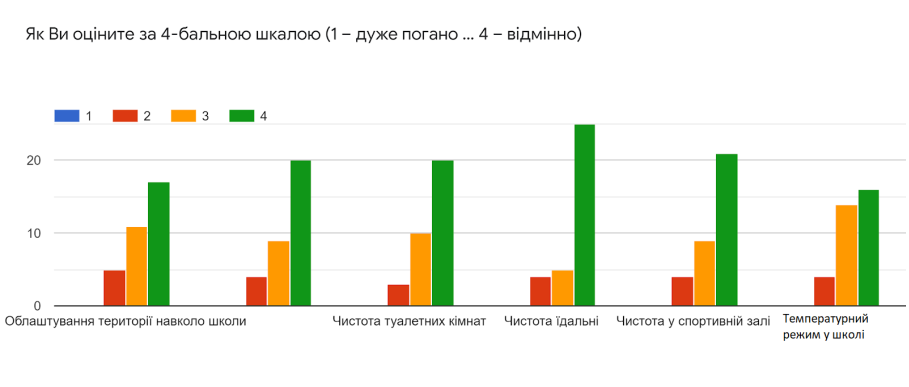 Як Ви оціните за 4-бальною шкалою (1 – дуже погано ... 4 – відмінно)
1 2 3 4
20
10
0
Облаштування території навколо школи Чистота туалетних кімнат Чистота їдальні Чистота у спортивній залі Температурний
режим у школі